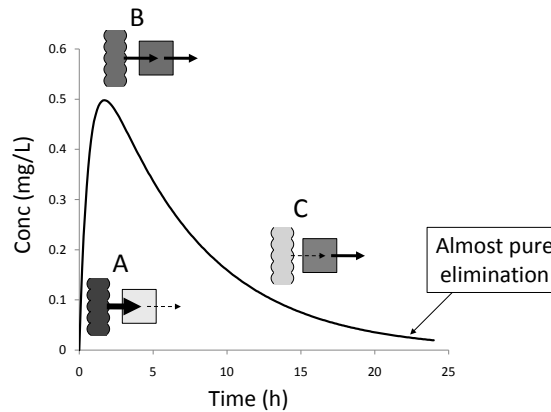 B
0.6
0.5
0.4
0.3
0.2
0.1
0
Conc (mg/L)
A
C
Almost pure
elimination
0 5 10 15 20 25
Time (h)